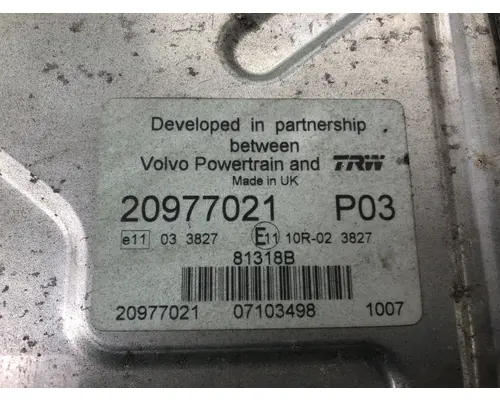 Developed in partnership
between
Volvo Powertrain and TRW
Made in UK
20977021 P03
e11 03 3827 E11 10R-02 3827
81318B
20977021 07103498 1007